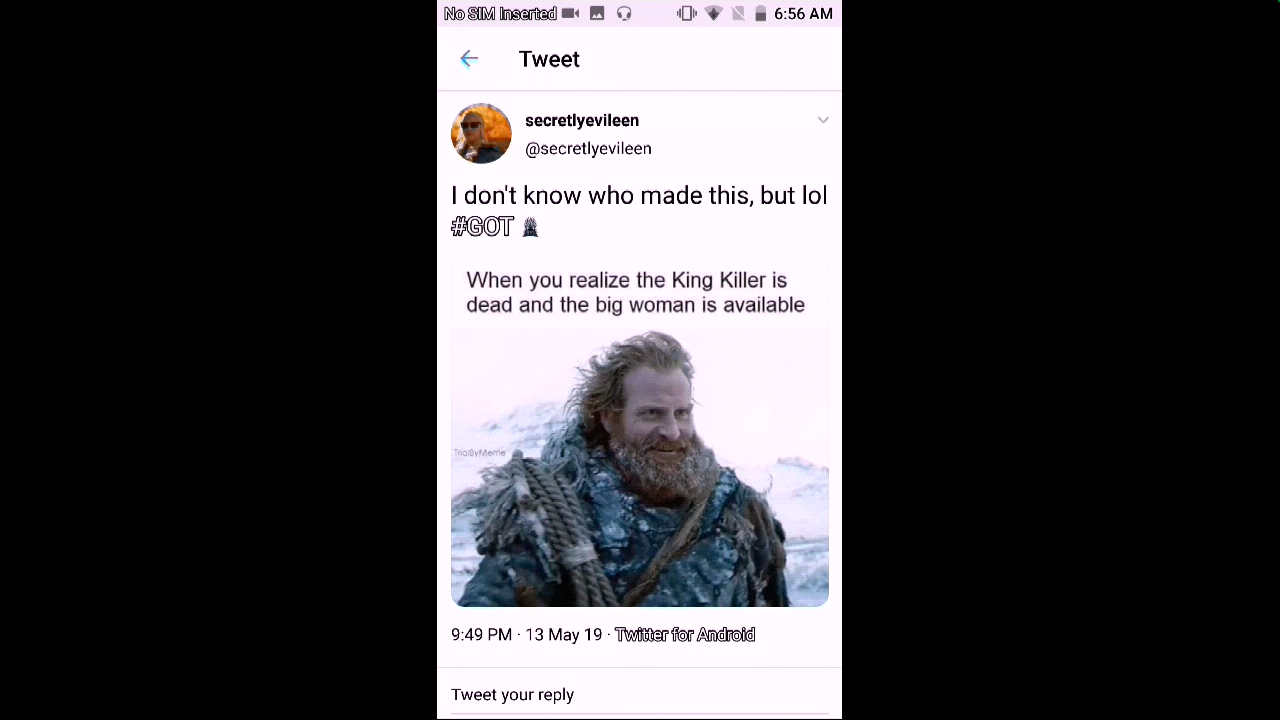 No SIM Inserted 6:56 AM
Tweet
secretlyevileen
@secretlyevileen
I don't know who made this, but lol
#GOT
When you realize the King Killer is
dead and the big woman is available
TrialByMeme
9:49 PM · 13 May 19 · Twitter for Android
Tweet your reply